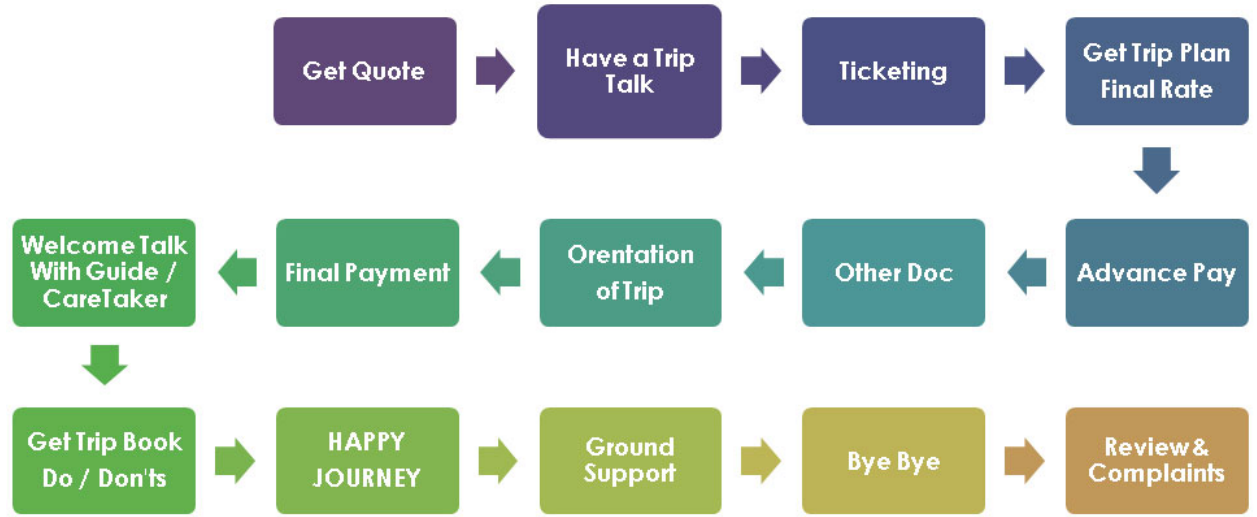 Get Quote
Have a Trip
Talk
Ticketing
Get Trip Plan
Final Rate
Advance Pay
Other Doc
Orentation
of Trip
Final Payment
Welcome Talk
With Guide /
CareTaker
Get Trip Book
Do / Don'ts
HAPPY
JOURNEY
Ground
Support
Bye Bye
Review &
Complaints